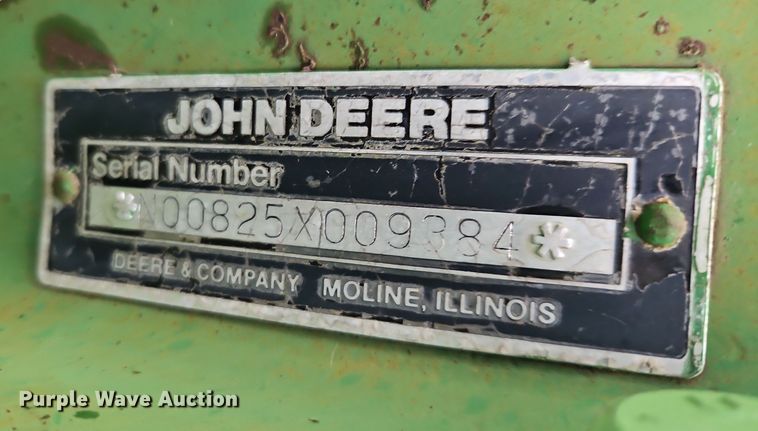 JOHN DEERE
Serial Number
*N00825X009384*
DEERE & COMPANY MOLINE, ILLINOIS
Purple Wave Auction